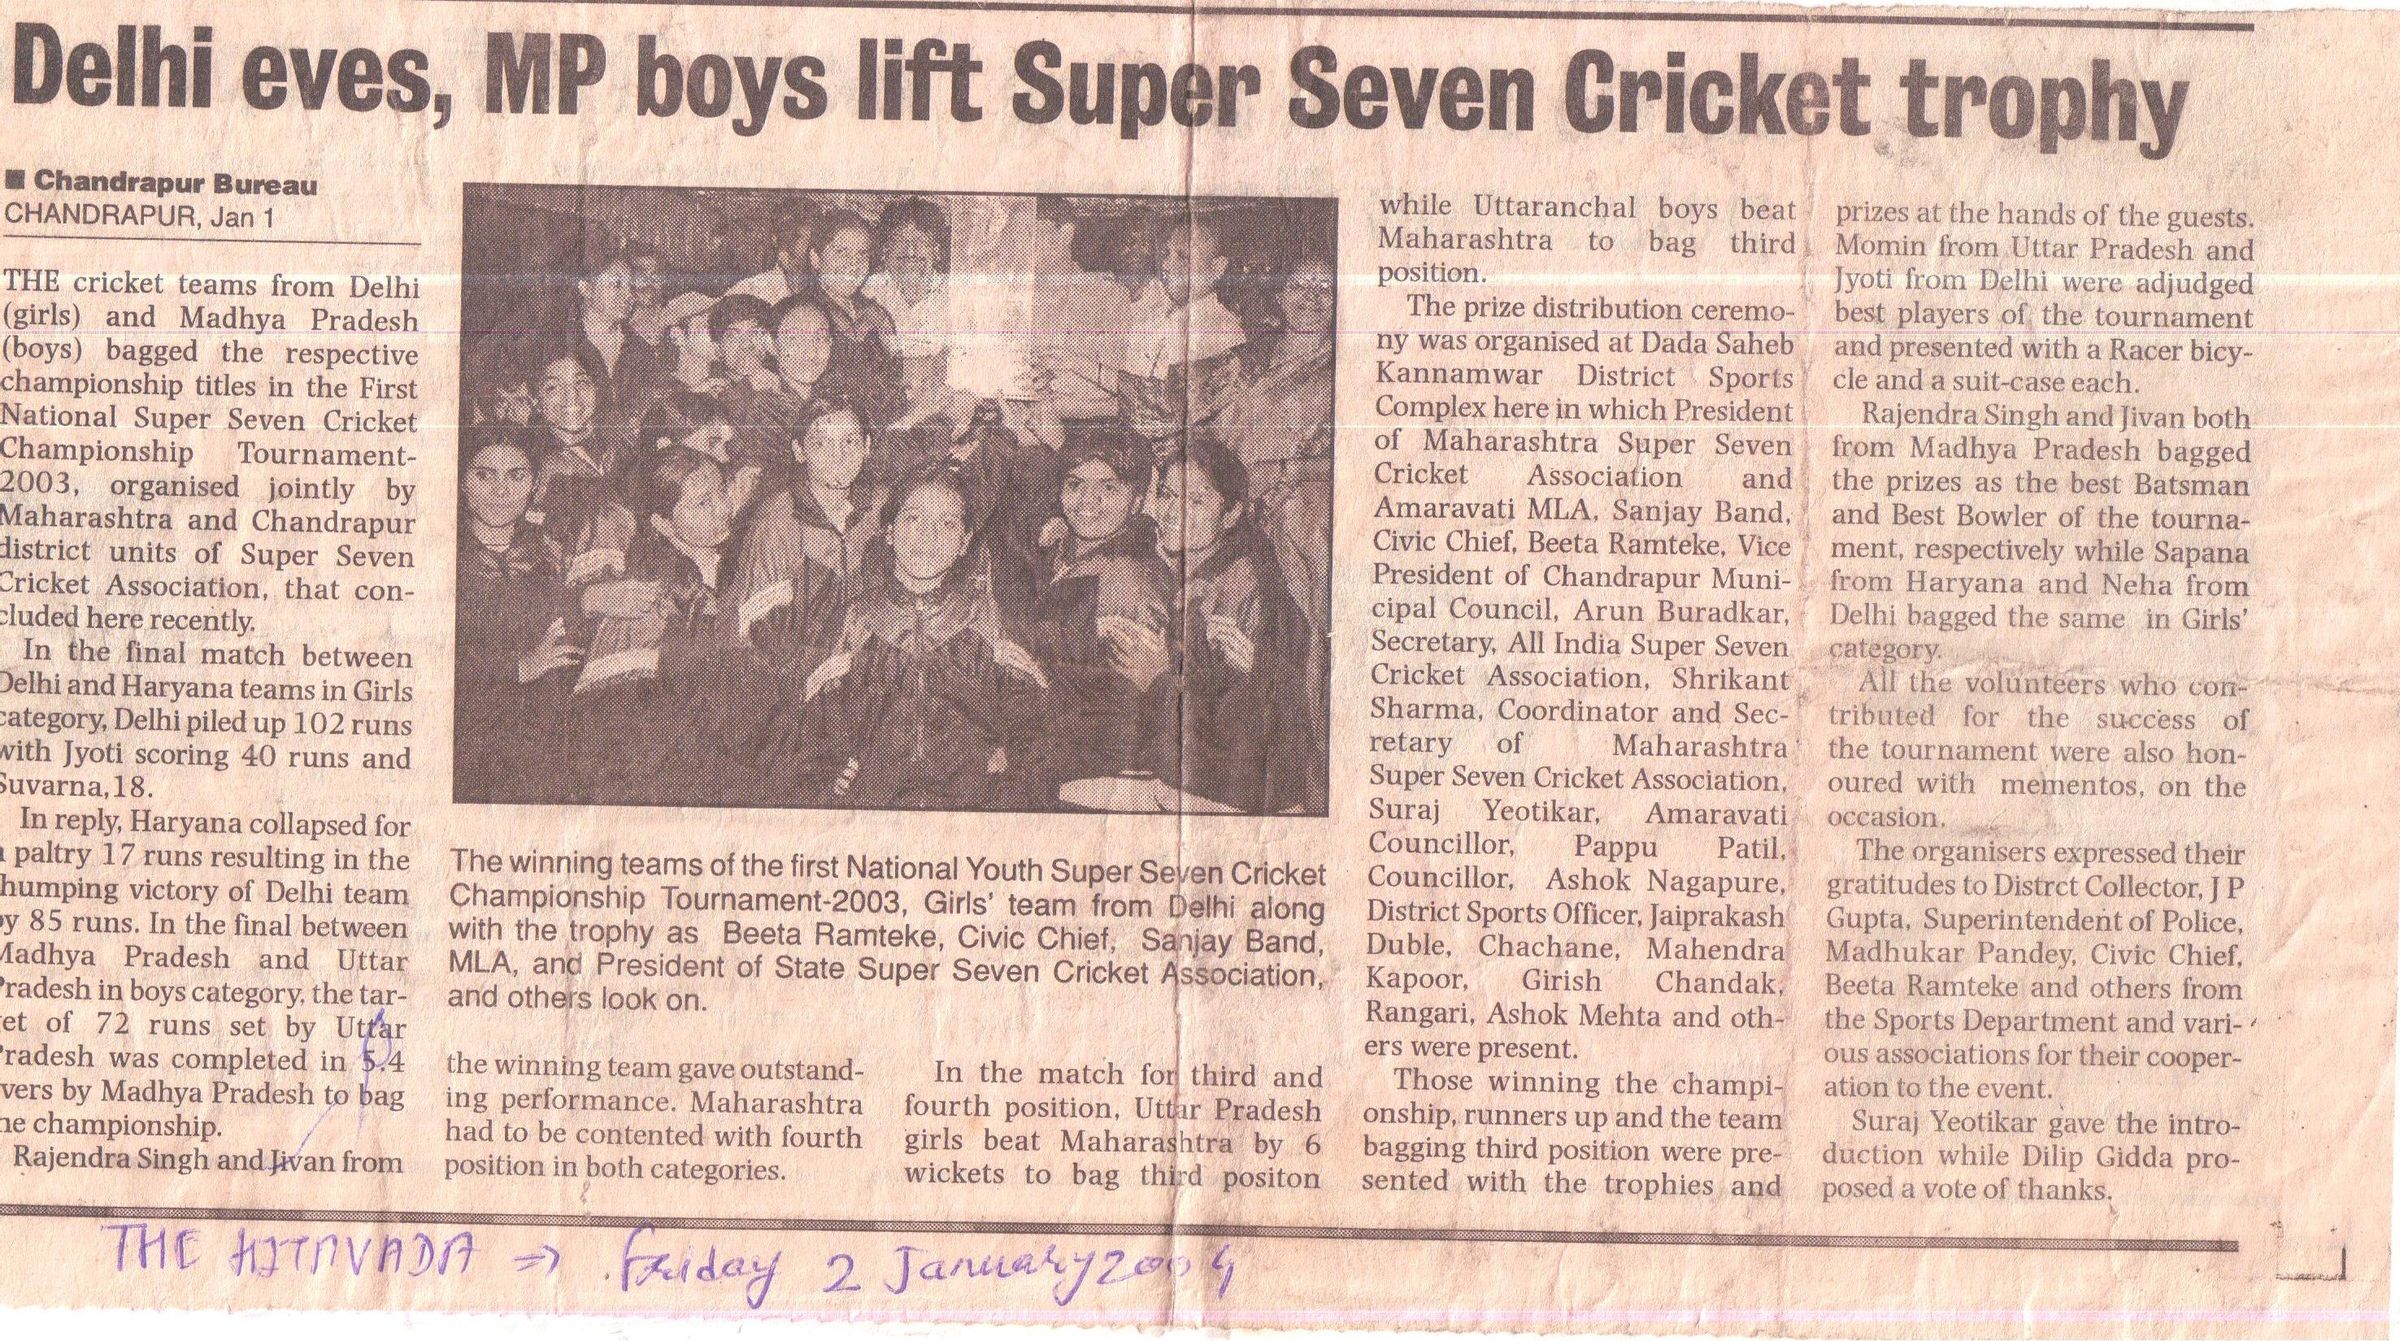 Delhi eves, MP boys lift Super Seven Cricket trophy
■ Chandrapur Bureau
CHANDRAPUR, Jan 1
THE cricket teams from Delhi
(girls) and Madhya Pradesh
(boys) bagged the respective
championship titles in the First
National Super Seven Cricket
Championship Tournament-
2003, organised jointly by
Maharashtra and Chandrapur
district units of Super Seven
Cricket Association, that con-
cluded here recently.
In the final match between
Delhi and Haryana teams in Girls
category, Delhi piled up 102 runs
with Jyoti scoring 40 runs and
Suvarna,18.
In reply, Haryana collapsed for
paltry 17 runs resulting in the
humping victory of Delhi team
by 85 runs. In the final between
Madhya Pradesh and Uttar
Pradesh in boys category, the tar-
et of 72 runs set by Uttar
Pradesh was completed in 5.4
vers by Madhya Pradesh to bag
he championship.
Rajendra Singh and Jivan from
The winning teams of the first National Youth Super Seven Cricket
Championship Tournament-2003, Girls' team from Delhi along
with the trophy as Beeta Ramteke, Civic Chief, Sanjay Band,
MLA, and President of State Super Seven Cricket Association,
and others look on.
the winning team gave outstand-
ing performance. Maharashtra
had to be contented with fourth
position in both categories.
In the match for third and
fourth position, Uttar Pradesh
girls beat Maharashtra by 6
wickets to bag third positon
while Uttaranchal boys beat
Maharashtra to bag third
position.
The prize distribution ceremo-
ny was organised at Dada Saheb
Kannamwar District Sports
Complex here in which President
of Maharashtra Super Seven
Cricket Association and
Amaravati MLA, Sanjay Band,
Civic Chief, Beeta Ramteke, Vice
President of Chandrapur Muni-
cipal Council, Arun Buradkar,
Secretary, All India Super Seven
Cricket Association, Shrikant
Sharma, Coordinator and Sec-
retary of Maharashtra
Super Seven Cricket Association,
Suraj Yeotikar, Amaravati
Councillor, Pappu Patil,
Councillor, Ashok Nagapure,
District Sports Officer, Jaiprakash
Duble, Chachane, Mahendra
Kapoor, Girish Chandak,
Rangari, Ashok Mehta and oth-
ers were present.
Those winning the champi-
onship, runners up and the team
bagging third position were pre-
sented with the trophies and
prizes at the hands of the guests.
Momin from Uttar Pradesh and
Jyoti from Delhi were adjudged
best players of the tournament
and presented with a Racer bicy-
cle and a suit-case each.
Rajendra Singh and Jivan both
from Madhya Pradesh bagged
the prizes as the best Batsman
and Best Bowler of the tourna-
ment, respectively while Sapana
from Haryana and Neha from
Delhi bagged the same in Girls'
category.
All the volunteers who con-
tributed for the success of
the tournament were also hon-
oured with mementos, on the
occasion.
The organisers expressed their
gratitudes to Distrct Collector, J P
Gupta, Superintendent of Police,
Madhukar Pandey, Civic Chief,
Beeta Ramteke and others from
the Sports Department and vari-
ous associations for their cooper-
ation to the event.
Suraj Yeotikar gave the intro-
duction while Dilip Gidda pro-
posed a vote of thanks.
THE HITAVADA ⇒ Friday 2 January 2004